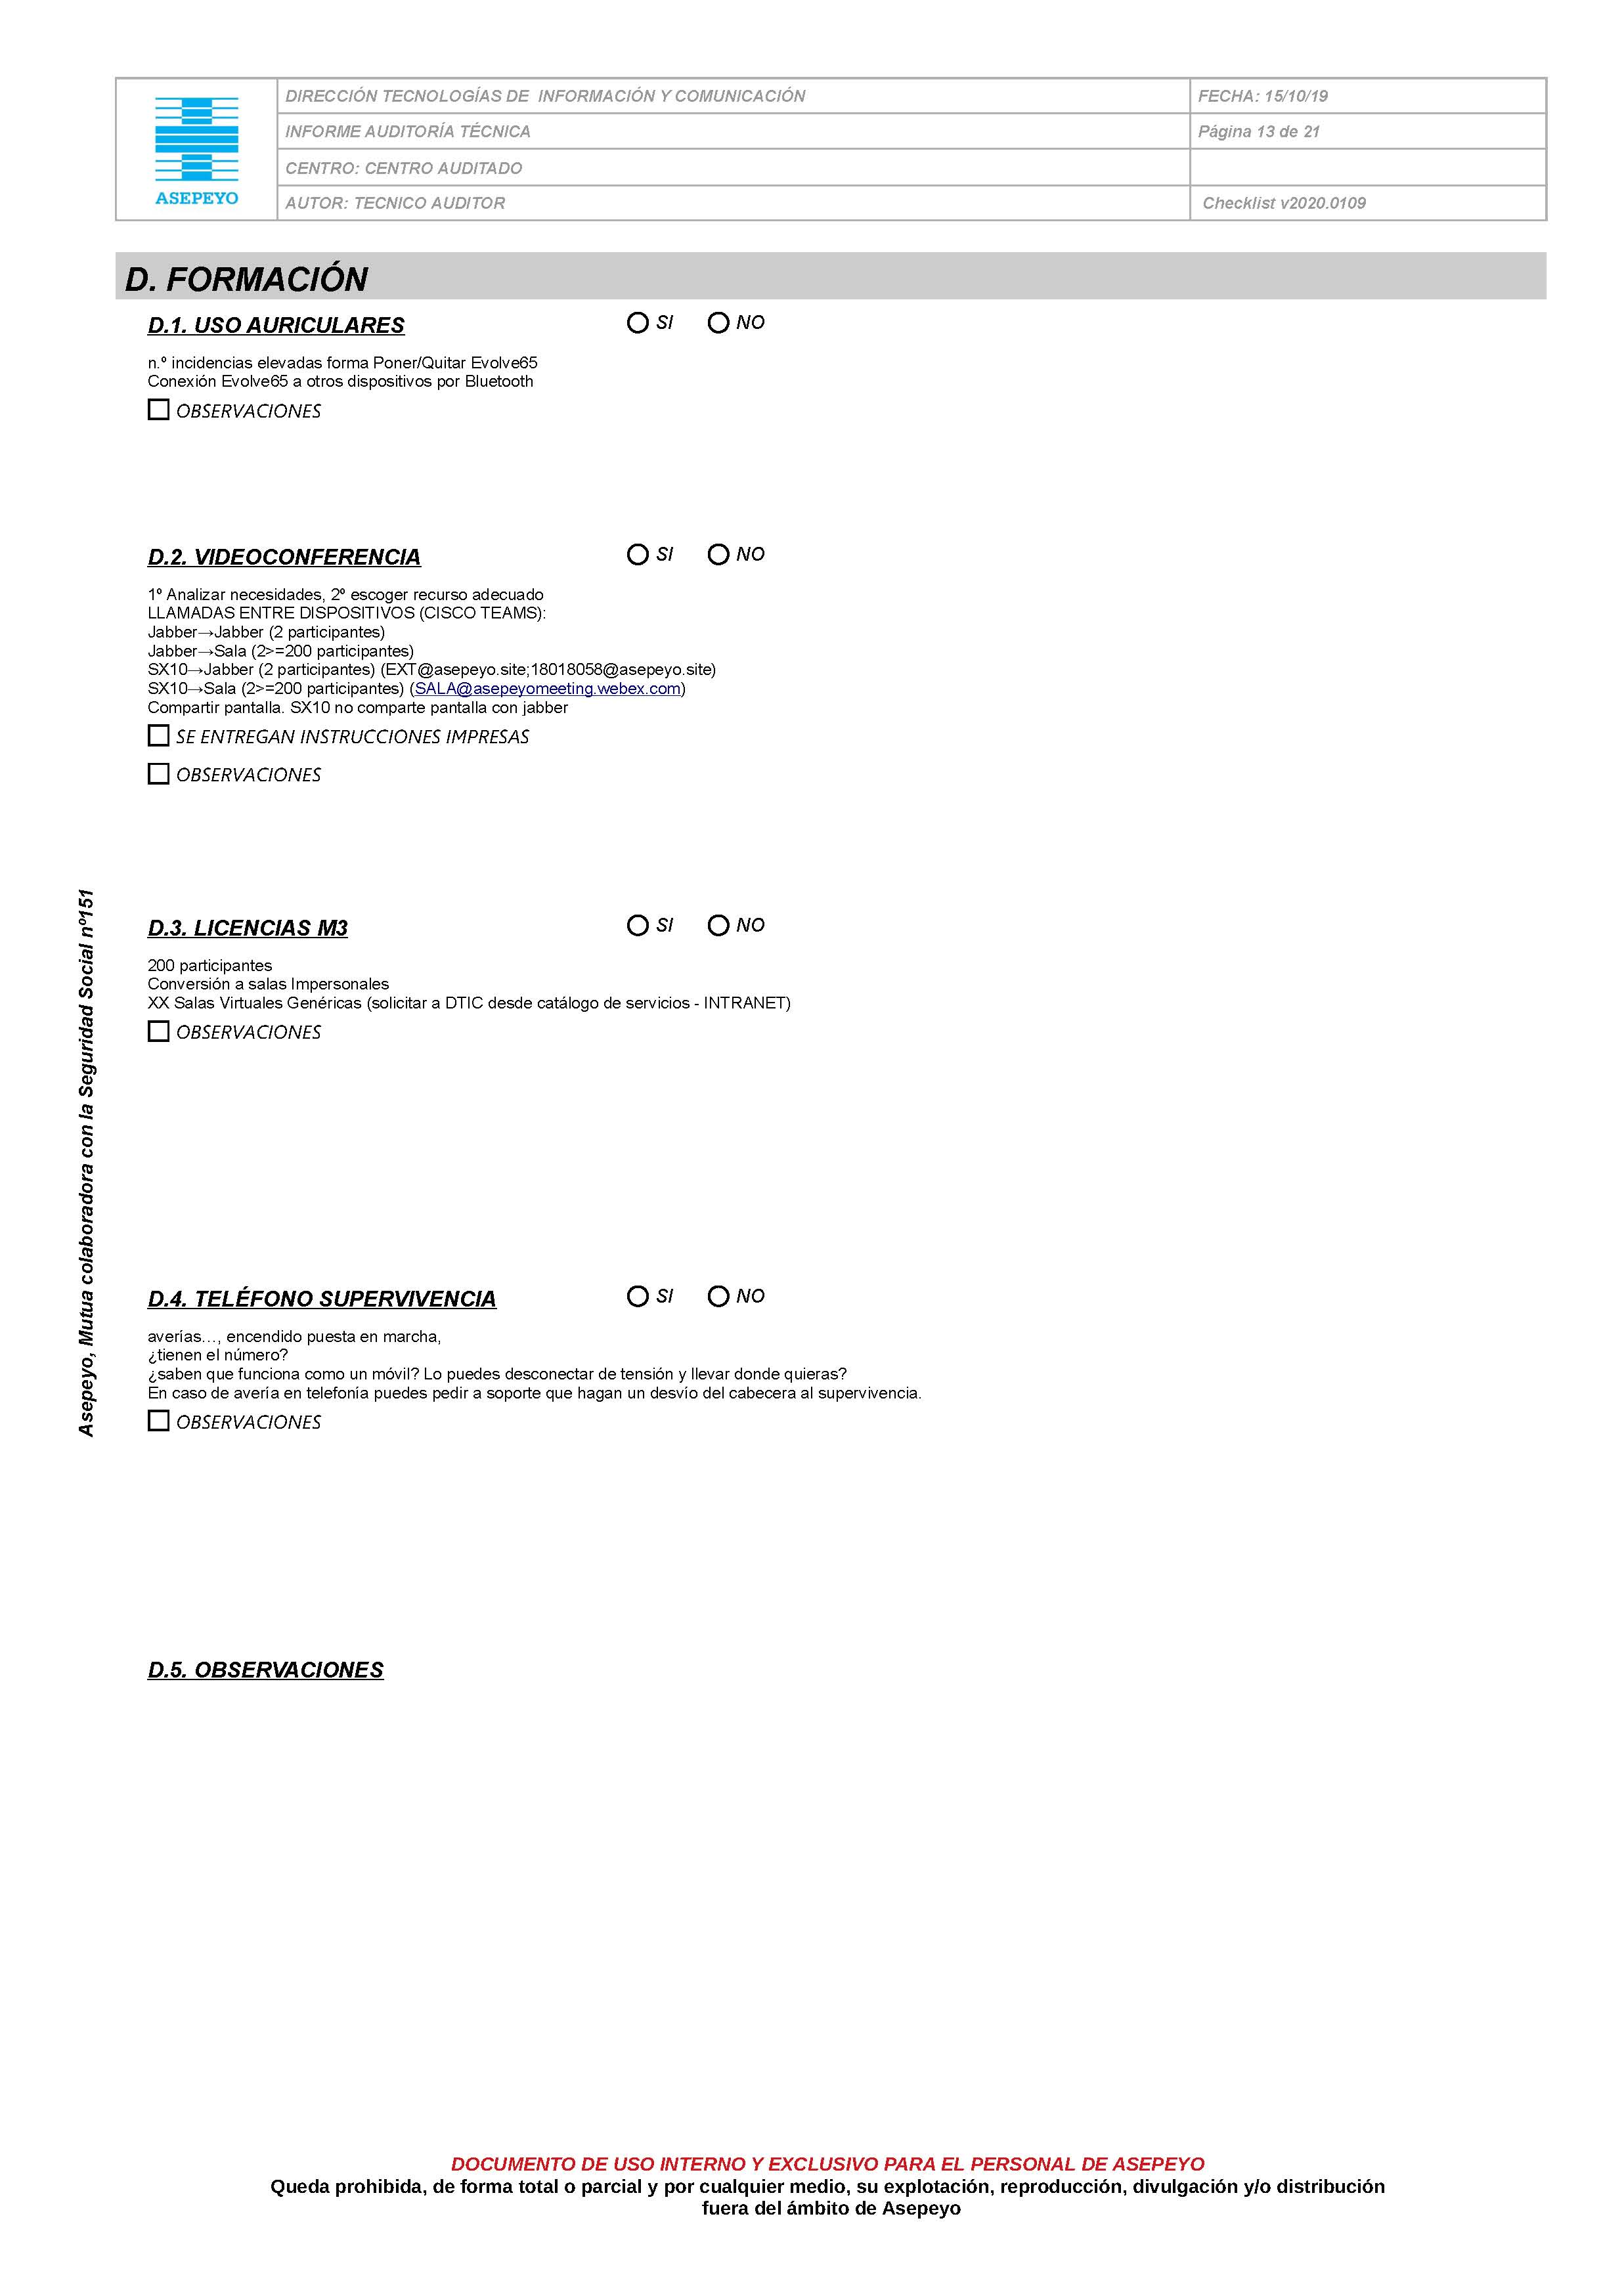 ASEPEYO
DIRECCIÓN TECNOLOGÍAS DE INFORMACIÓN Y COMUNICACIÓN
FECHA: 15/10/19
INFORME AUDITORÍA TÉCNICA
Página 13 de 21
CENTRO: CENTRO AUDITADO
AUTOR: TECNICO AUDITOR
Checklist v2020.0109
D. FORMACIÓN
D.1. USO AURICULARES SI NO
n.º incidencias elevadas forma Poner/Quitar Evolve65
Conexión Evolve65 a otros dispositivos por Bluetooth
OBSERVACIONES
D.2. VIDEOCONFERENCIA SI NO
1º Analizar necesidades, 2º escoger recurso adecuado
LLAMADAS ENTRE DISPOSITIVOS (CISCO TEAMS):
Jabber→Jabber (2 participantes)
Jabber→Sala (2>=200 participantes)
SX10→Jabber (2 participantes) (EXT@asepeyo.site;18018058@asepeyo.site)
SX10→Sala (2>=200 participantes) (SALA@asepeyomeeting.webex.com)
Compartir pantalla. SX10 no comparte pantalla con jabber
SE ENTREGAN INSTRUCCIONES IMPRESAS
OBSERVACIONES
D.3. LICENCIAS M3 SI NO
200 participantes
Conversión a salas Impersonales
XX Salas Virtuales Genéricas (solicitar a DTIC desde catálogo de servicios - INTRANET)
OBSERVACIONES
D.4. TELÉFONO SUPERVIVENCIA SI NO
averías…, encendido puesta en marcha,
¿tienen el número?
¿saben que funciona como un móvil? Lo puedes desconectar de tensión y llevar donde quieras?
En caso de avería en telefonía puedes pedir a soporte que hagan un desvío del cabecera al supervivencia.
OBSERVACIONES
D.5. OBSERVACIONES
Asepeyo, Mutua colaboradora con la Seguridad Social nº151
DOCUMENTO DE USO INTERNO Y EXCLUSIVO PARA EL PERSONAL DE ASEPEYO
Queda prohibida, de forma total o parcial y por cualquier medio, su explotación, reproducción, divulgación y/o distribución
fuera del ámbito de Asepeyo